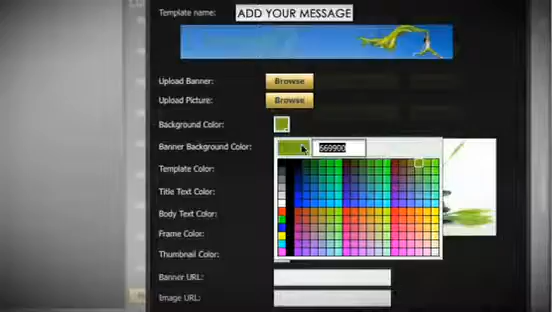 Template name: ADD YOUR MESSAGE
Upload Banner: Browse
Upload Picture: Browse
Background Color:
Banner Background Color: 669900
Template Color:
Title Text Color:
Body Text Color:
Frame Color:
Thumbnail Color:
Banner URL:
Image URL: